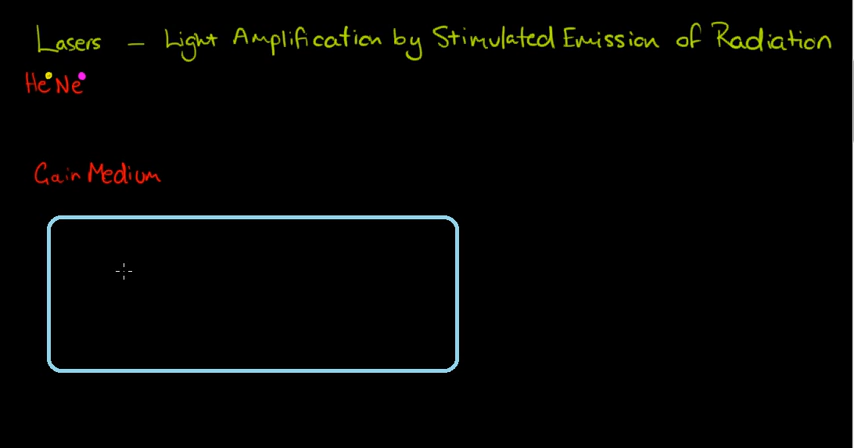 Lasers - Light Amplification by Stimulated Emission of Radiation
HeNe
Gain Medium